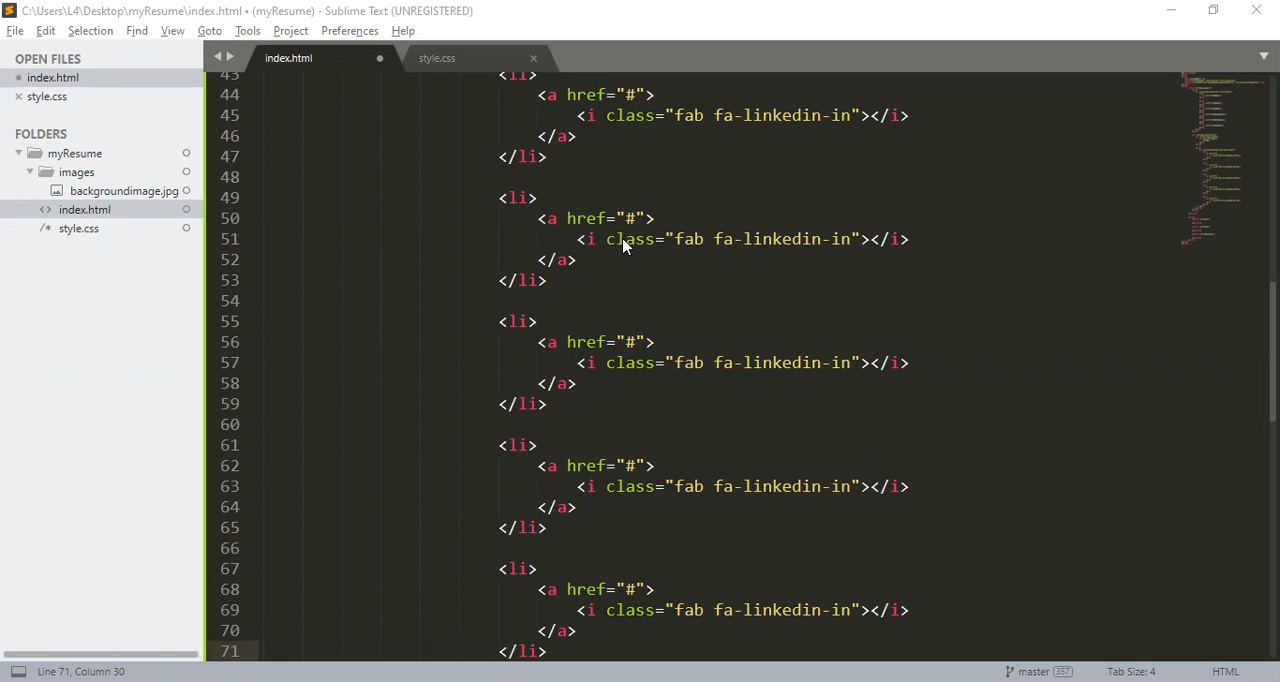 C:\Users\L4\Desktop\myResume\index.html • (myResume) - Sublime Text (UNREGISTERED)
File Edit Selection Find View Goto Tools Project Preferences Help
OPEN FILES
index.html
style.css
FOLDERS
myResume
images
backgroundimage.jpg
<> index.html
/* style.css
index.html
style.css
43 <li>
44 <a href="#">
45 <i class="fab fa-linkedin-in"></i>
46 </a>
47 </li>
48
49 <li>
50 <a href="#">
51 <i class="fab fa-linkedin-in"></i>
52 </a>
53 </li>
54
55 <li>
56 <a href="#">
57 <i class="fab fa-linkedin-in"></i>
58 </a>
59 </li>
60
61 <li>
62 <a href="#">
63 <i class="fab fa-linkedin-in"></i>
64 </a>
65 </li>
66
67 <li>
68 <a href="#">
69 <i class="fab fa-linkedin-in"></i>
70 </a>
71 </li>
Line 71, Column 30
master 357
Tab Size: 4
HTML